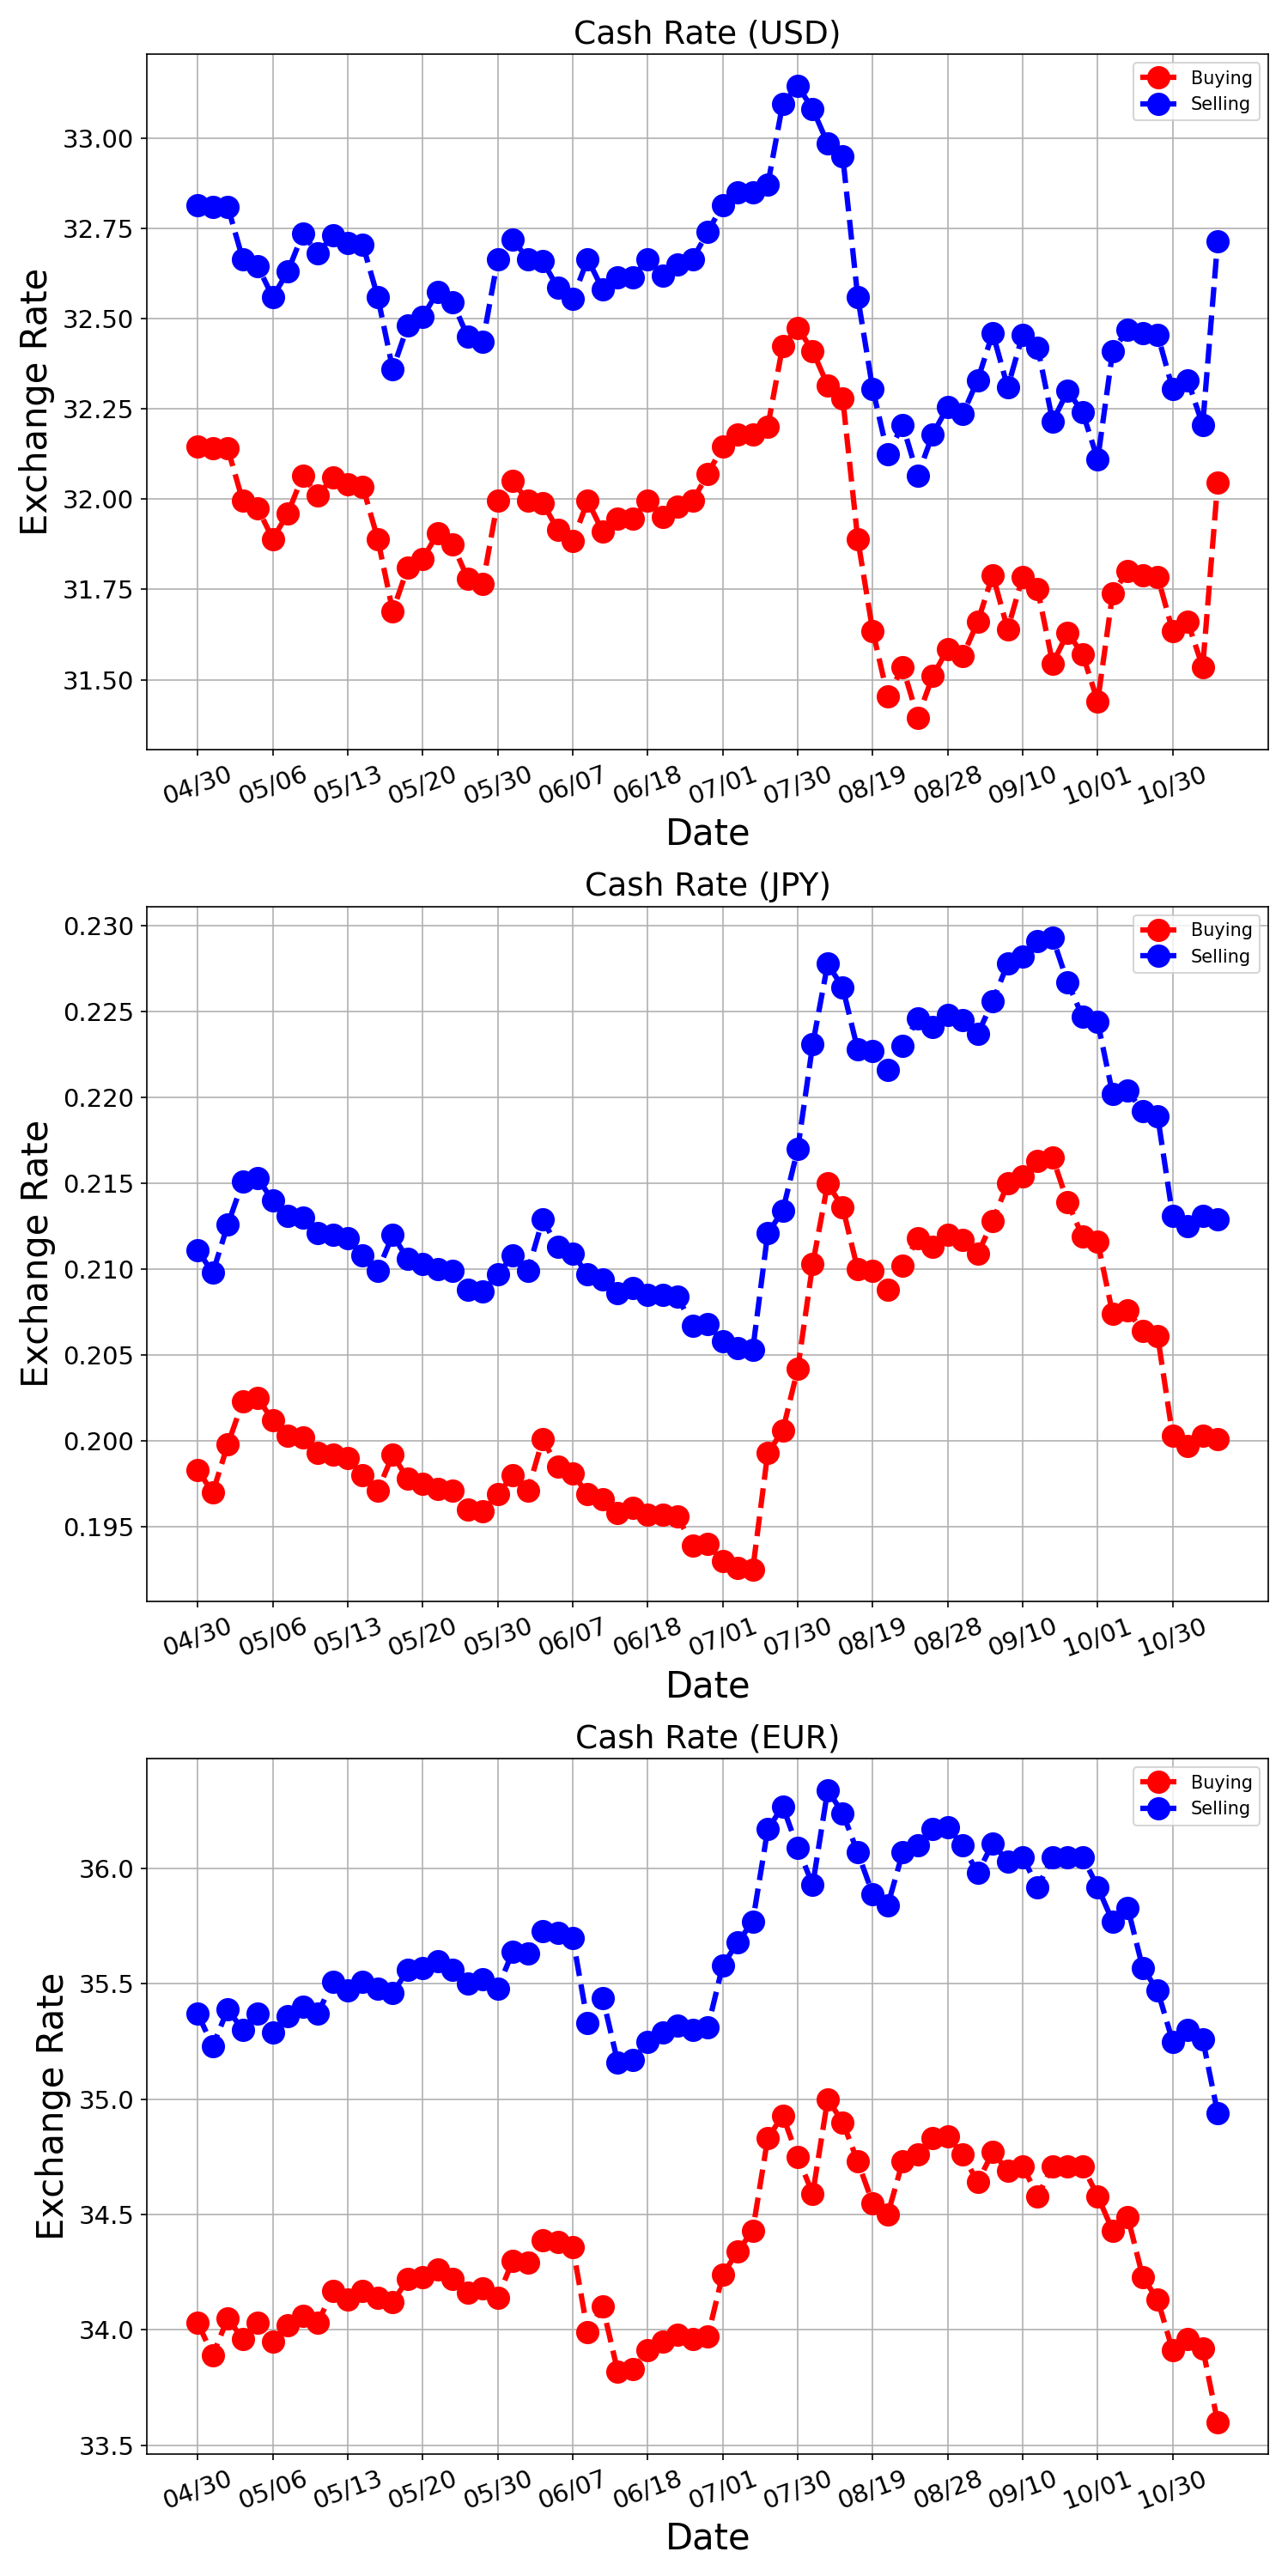 Cash Rate (USD)
Buying
Selling
33.00
32.75
32.50
32.25
32.00
31.75
31.50
Exchange Rate
04/30 05/06 05/13 05/20 05/30 06/07 06/18 07/01 07/30 08/19 08/28 09/10 10/01 10/30
Date
Cash Rate (JPY)
Buying
Selling
0.230
0.225
0.220
0.215
0.210
0.205
0.200
0.195
Exchange Rate
04/30 05/06 05/13 05/20 05/30 06/07 06/18 07/01 07/30 08/19 08/28 09/10 10/01 10/30
Date
Cash Rate (EUR)
Buying
Selling
36.0
35.5
35.0
34.5
34.0
33.5
Exchange Rate
04/30 05/06 05/13 05/20 05/30 06/07 06/18 07/01 07/30 08/19 08/28 09/10 10/01 10/30
Date